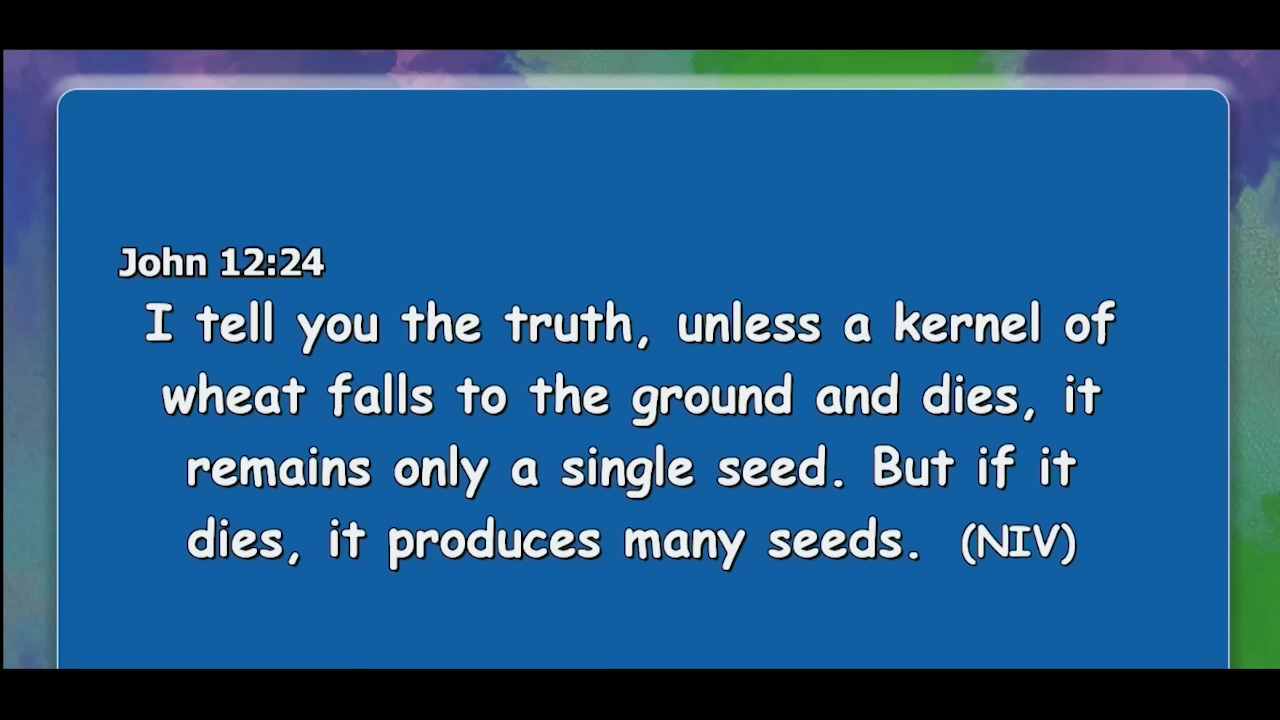 John 12:24
I tell you the truth, unless a kernel of
wheat falls to the ground and dies, it
remains only a single seed. But if it
dies, it produces many seeds. (NIV)